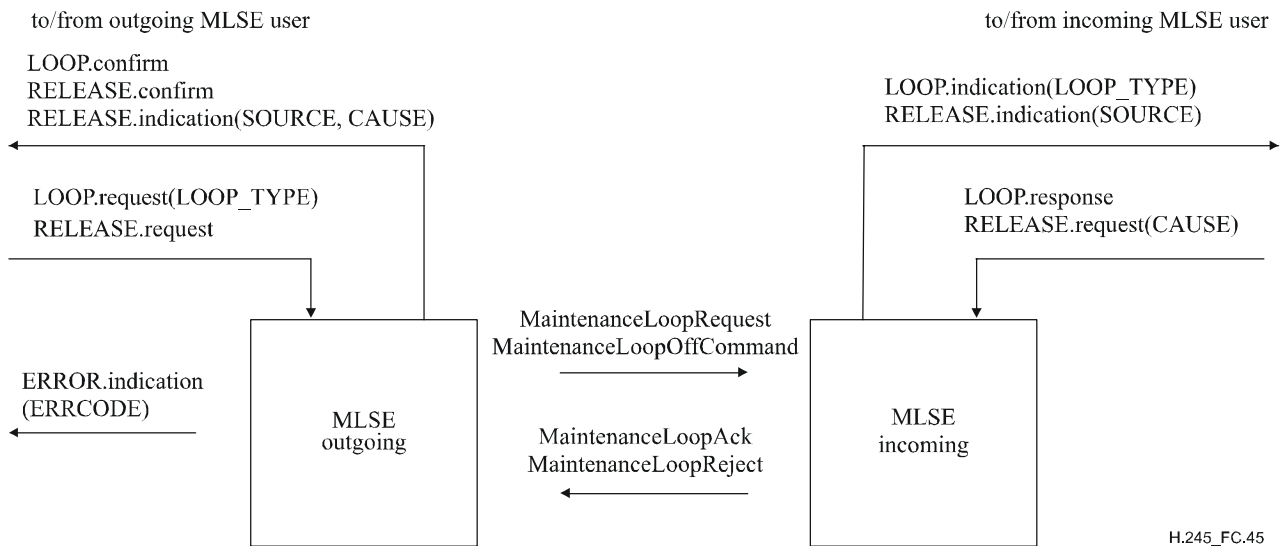 to/from outgoing MLSE user
to/from incoming MLSE user
LOOP.confirm
RELEASE.confirm
RELEASE.indication(SOURCE, CAUSE)
LOOP.indication(LOOP_TYPE)
RELEASE.indication(SOURCE)
LOOP.request(LOOP_TYPE)
RELEASE.request
LOOP.response
RELEASE.request(CAUSE)
MaintenanceLoopRequest
MaintenanceLoopOffCommand
ERROR.indication
(ERRCODE)
MLSE
outgoing
MaintenanceLoopAck
MaintenanceLoopReject
MLSE
incoming
H.245_FC.45